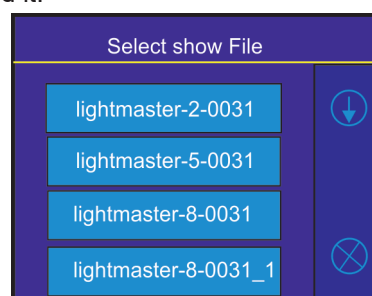 Select show File
lightmaster-2-0031
lightmaster-5-0031
lightmaster-8-0031
lightmaster-8-0031_1